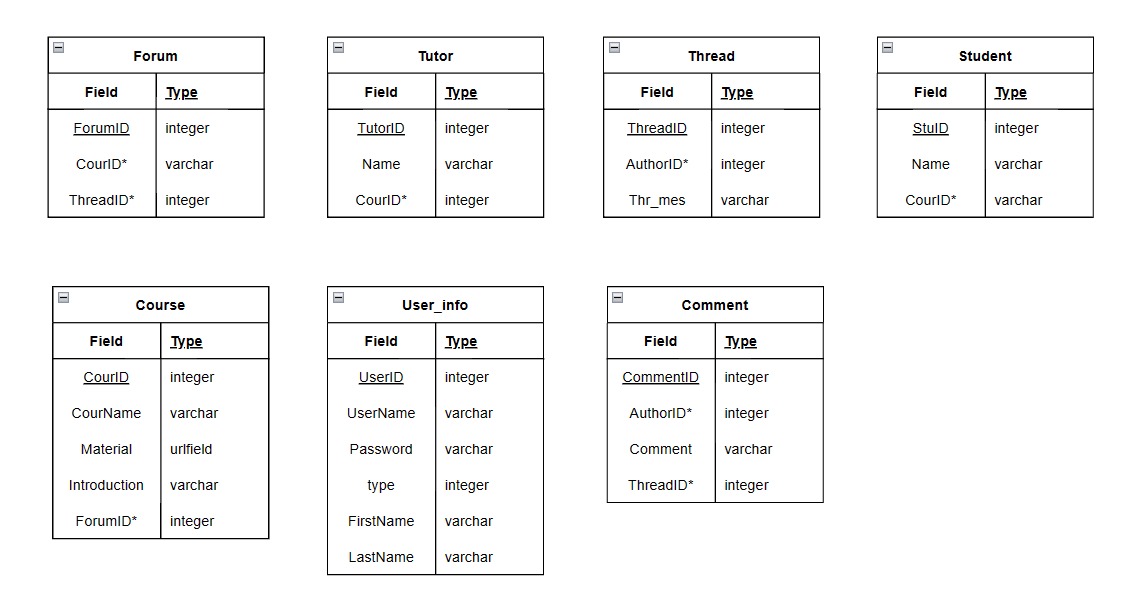 Forum
Field Type
ForumID integer
CourID* varchar
ThreadID* integer
Tutor
Field Type
TutorID integer
Name varchar
CourID* integer
Thread
Field Type
ThreadID integer
AuthorID* integer
Thr_mes varchar
Student
Field Type
StuID integer
Name varchar
CourID* varchar
Course
Field Type
CourID integer
CourName varchar
Material urlfield
Introduction varchar
ForumID* integer
User_info
Field Type
UserID integer
UserName varchar
Password varchar
type integer
FirstName varchar
LastName varchar
Comment
Field Type
CommentID integer
AuthorID* integer
Comment varchar
ThreadID* integer